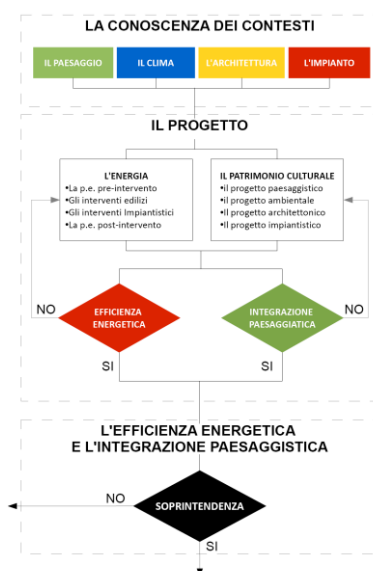 LA CONOSCENZA DEI CONTESTI
IL PAESAGGIO
IL CLIMA
L'ARCHITETTURA
L'IMPIANTO
IL PROGETTO
L'ENERGIA
•La p.e. pre-intervento
•Gli interventi edilizi
•Gli interventi Impiantistici
•La p.e. post-intervento
IL PATRIMONIO CULTURALE
•il progetto paesaggistico
•il progetto ambientale
•Il progetto architettonico
•Il progetto impiantistico
NO
EFFICIENZA
ENERGETICA
INTEGRAZIONE
PAESAGGIATICA
NO
SI
SI
L'EFFICIENZA ENERGETICA
E L'INTEGRAZIONE PAESAGGISTICA
NO
SOPRINTENDENZA
SI